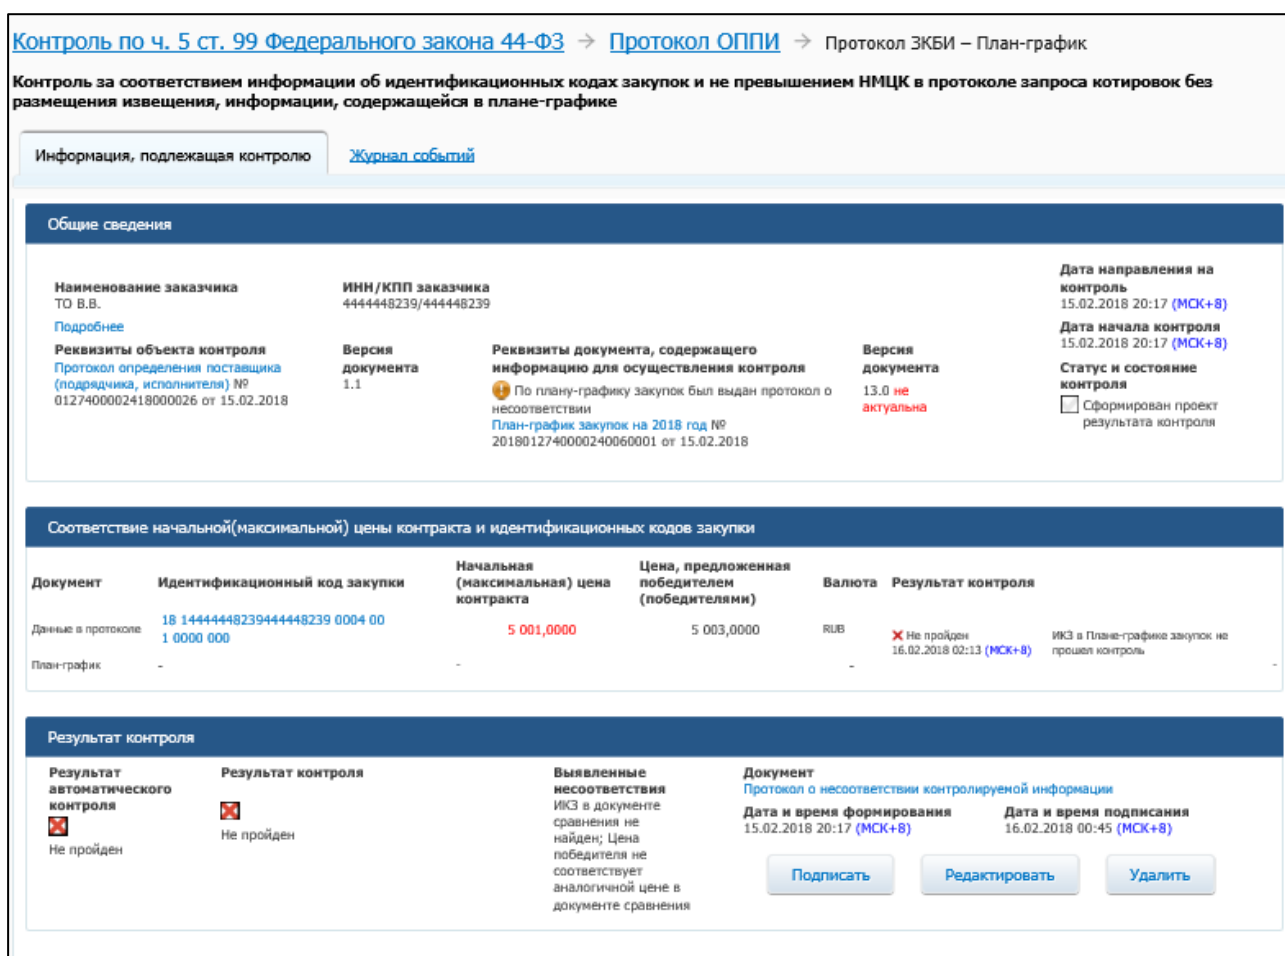 Контроль по ч. 5 ст. 99 Федерального закона 44-ФЗ → Протокол ОППИ → Протокол ЗКБИ – План-график
Контроль за соответствием информации об идентификационных кодах закупок и не превышением НМЦК в протоколе запроса котировок без
размещения извещения, информации, содержащейся в плане-графике
Информация, подлежащая контролю
Журнал событий
Общие сведения
Наименование заказчика
ТО В.В.
Подробнее
ИНН/КПП заказчика
4444448239/444448239
Дата направления на
контроль
15.02.2018 20:17 (МСК+8)
Дата начала контроля
15.02.2018 20:17 (МСК+8)
Статус и состояние
контроля
Сформирован проект
результата контроля
Реквизиты объекта контроля
Протокол определения поставщика
(подрядчика, исполнителя) №
0127400002418000026 от 15.02.2018
Версия
документа
1.1
Реквизиты документа, содержащего
информацию для осуществления контроля
По плану-графику закупок был выдан протокол о
несоответствии
План-график закупок на 2018 год №
2018012740000240060001 от 15.02.2018
Версия
документа
13.0 не
актуальна
Соответствие начальной(максимальной) цены контракта и идентификационных кодов закупки
Документ
Идентификационный код закупки
Начальная
(максимальная) цена
контракта
Цена, предложенная
победителем
(победителями)
Валюта
Результат контроля
Данные в протоколе
18 14444448239444448239 0004 00
1 0000 000
5 001,0000
5 003,0000
RUB
Не пройден
16.02.2018 02:13 (МСК+8)
ИКЗ в Плане-графике закупок не
прошел контроль
План-график
-
-
-
-
Результат контроля
Результат
автоматического
контроля
Не пройден
Результат контроля
Не пройден
Выявленные
несоответствия
ИКЗ в документе
сравнения не
найден; Цена
победителя не
соответствует
аналогичной цене в
документе сравнения
Документ
Протокол о несоответствии контролируемой информации
Дата и время формирования
15.02.2018 20:17 (МСК+8)
Дата и время подписания
16.02.2018 00:45 (МСК+8)
Подписать
Редактировать
Удалить